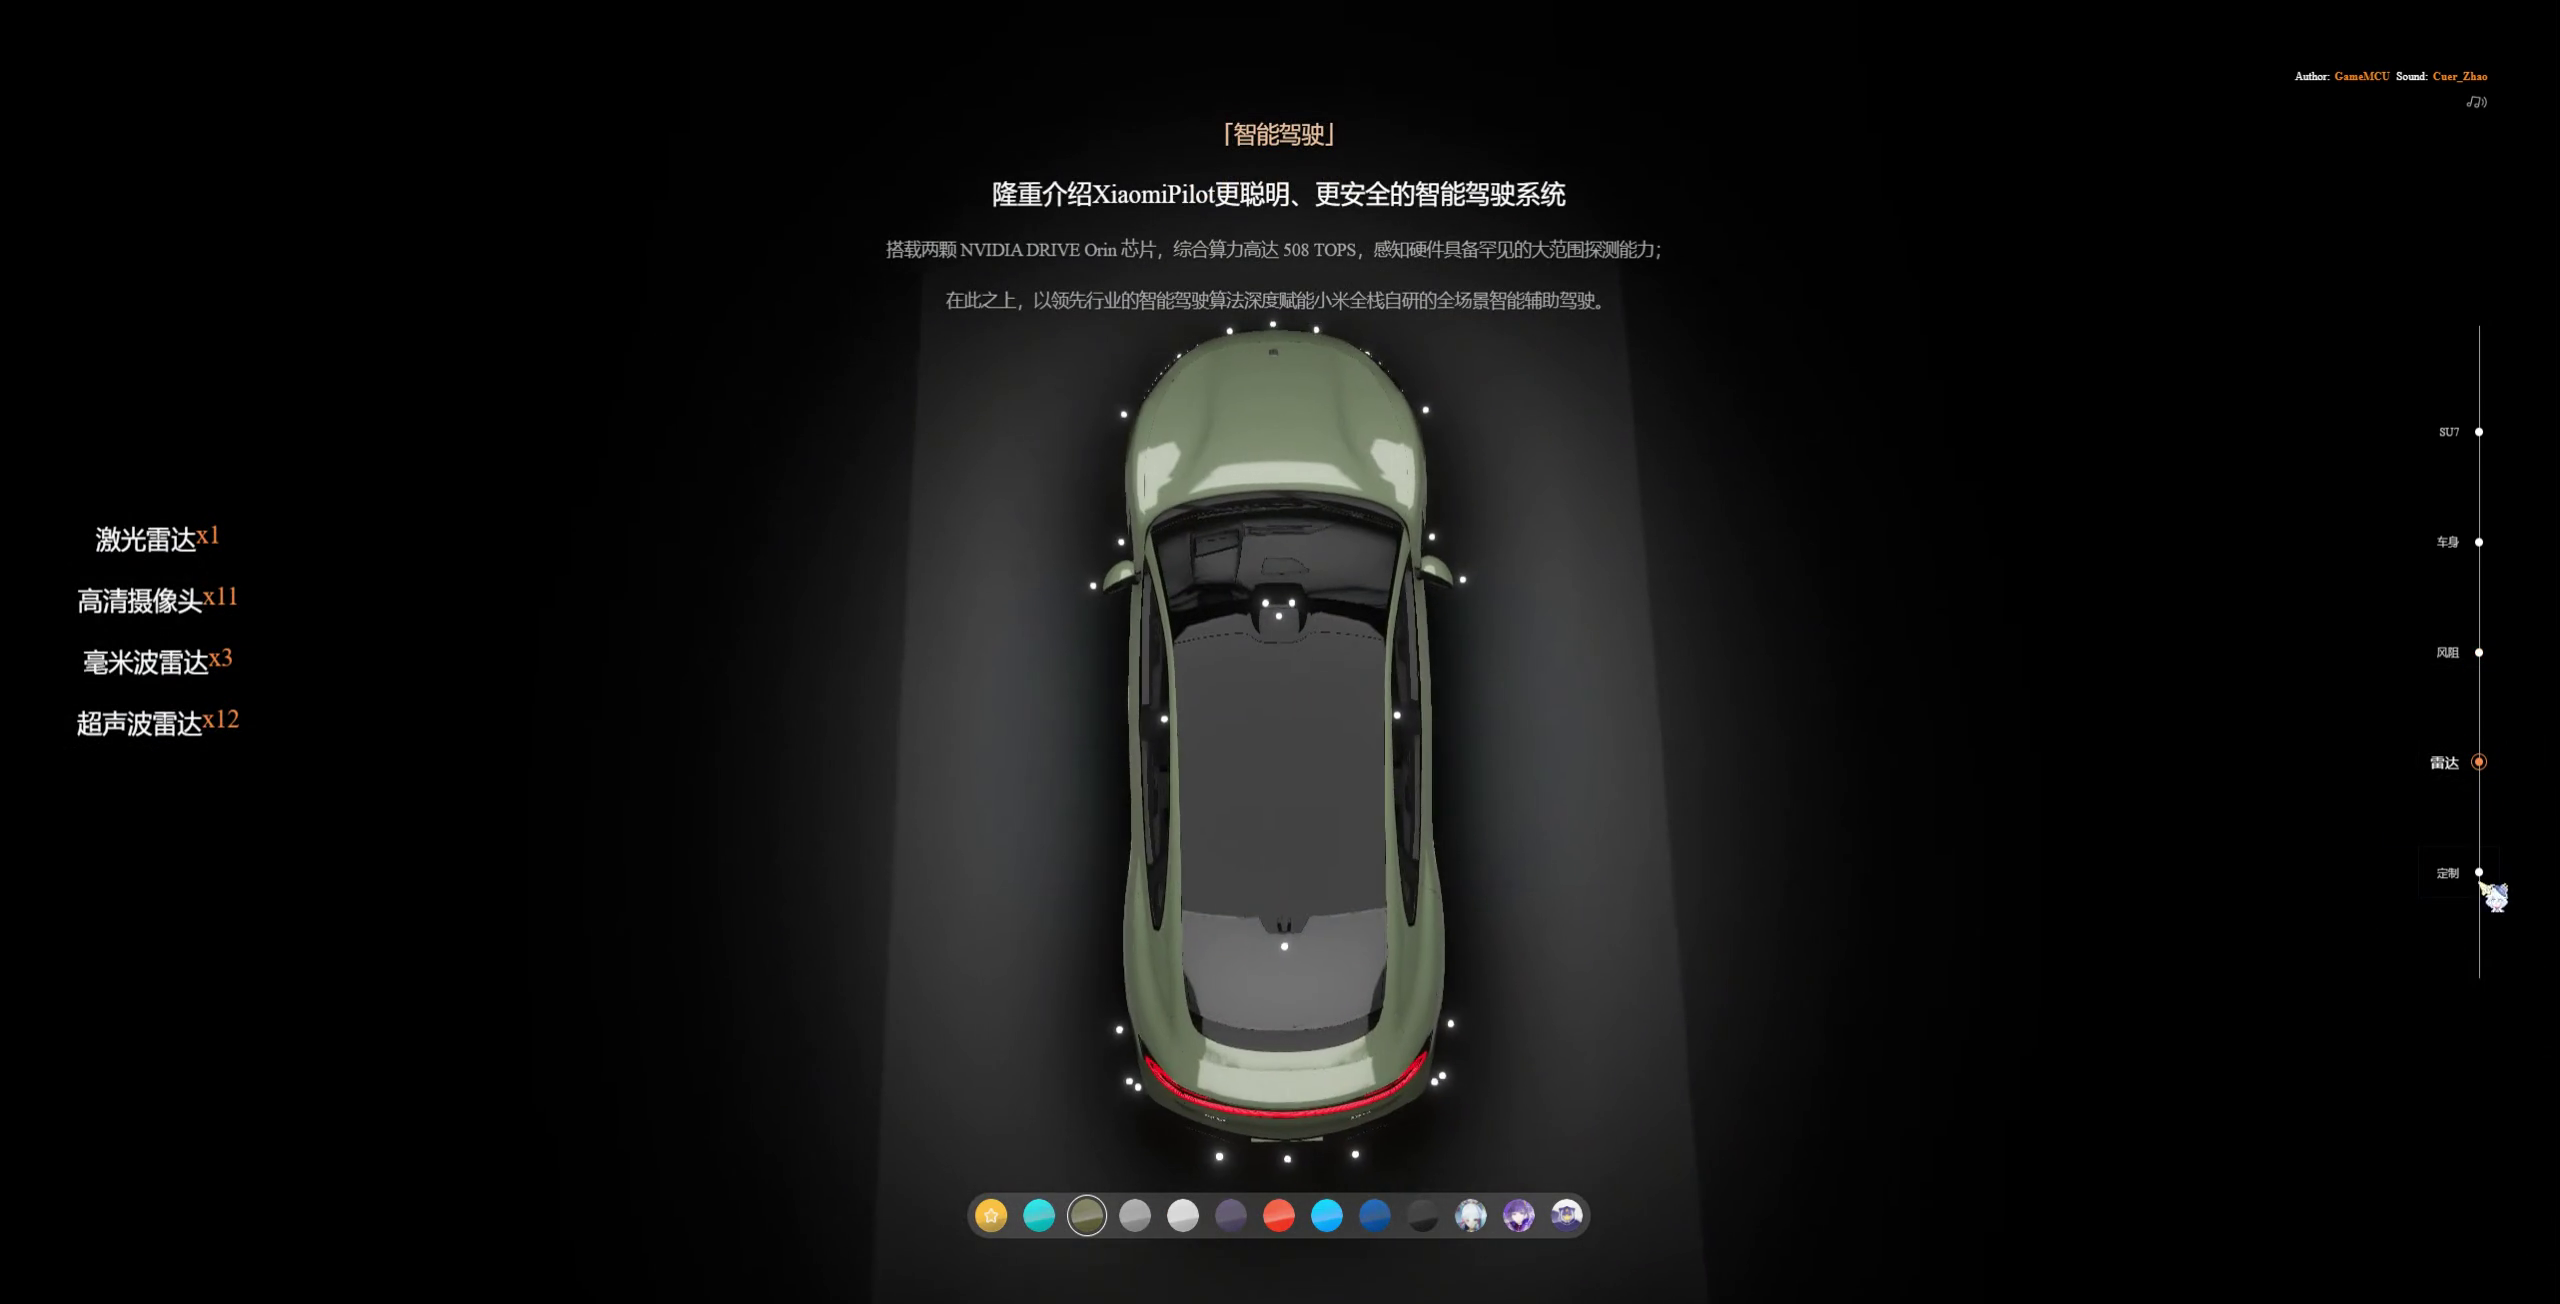 Author: GameMCU Sound: Cuer_Zhao
「智能驾驶」
隆重介绍XiaomiPilot更聪明、更安全的智能驾驶系统
搭载两颗 NVIDIA DRIVE Orin 芯片，综合算力高达 508 TOPS，感知硬件具备罕见的大范围探测能力；
在此之上，以领先行业的智能驾驶算法深度赋能小米全栈自研的全场景智能辅助驾驶。
激光雷达x1
高清摄像头x11
毫米波雷达x3
超声波雷达x12
SU7
车身
风阻
雷达
定制